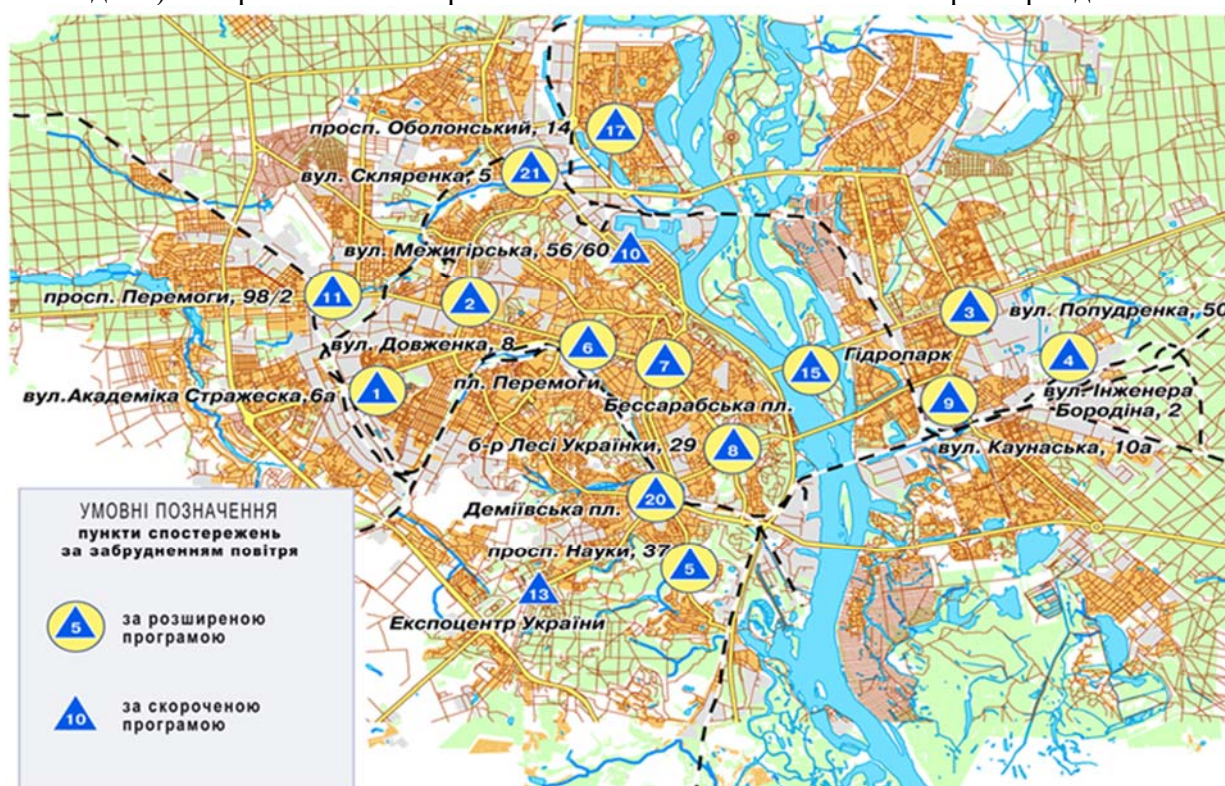 просп. Оболонський, 14
17
вул. Скляренка, 5
21
вул. Межигірська, 56/60
10
просп. Перемоги, 98/2
11
2
3
вул. Попудренка, 50
вул. Довженка, 8
6
7
15
Гідропарк
4
вул.Академіка Стражеска,6а
1
пл. Перемоги
Бессарабська пл.
9
вул. Інженера
Бородіна, 2
б-р Лесі Українки, 29
8
вул. Каунаська, 10а
Деміївська пл.
20
просп. Науки, 37
5
13
Експоцентр України
УМОВНІ ПОЗНАЧЕННЯ
пункти спостережень
за забрудненням повітря
5
за розширеною
програмою
10
за скороченою
програмою